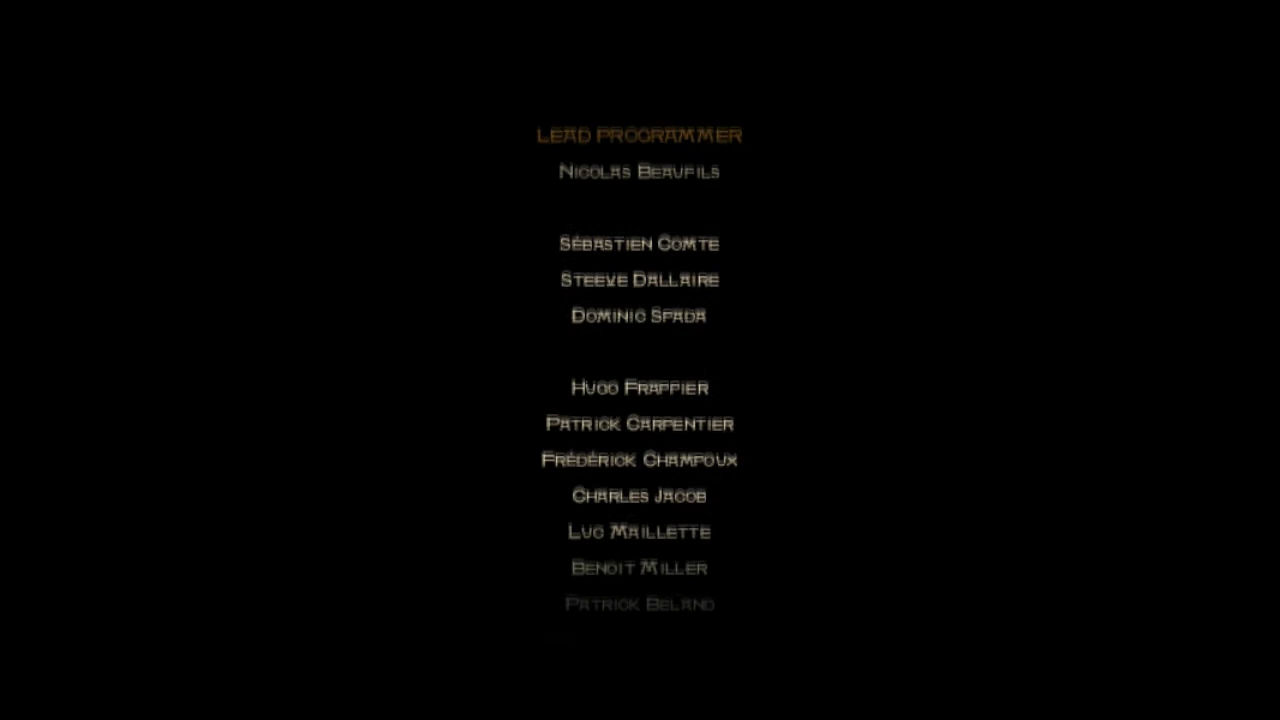 LEAD PROGRAMMER
NICOLAS BEAUFILS
SÉBASTIEN COMTE
STEEVE DALLAIRE
DOMINIC SPADA
HUGO FRAPPIER
PATRICK CARPENTIER
FRÉDÉRICK CHAMPOUX
CHARLES JACOB
LUC MAILLETTE
BENOIT MILLER
PATRICK BELAND